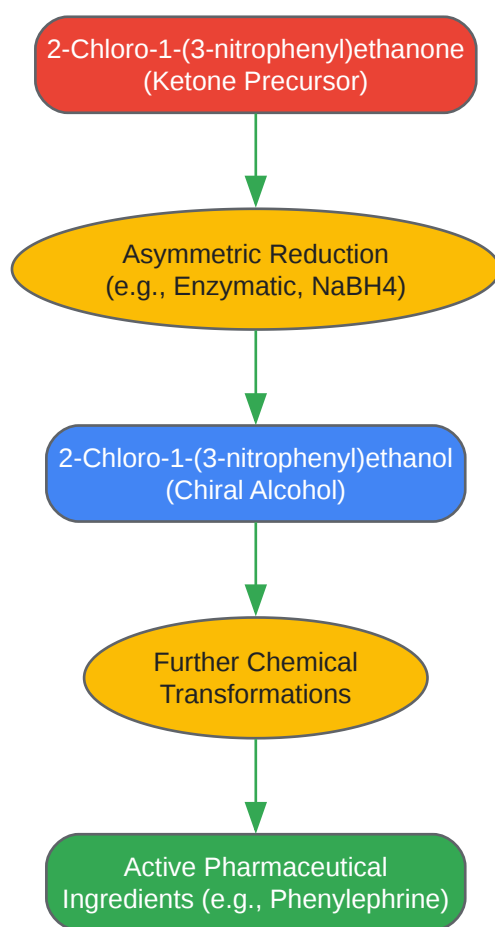 2-Chloro-1-(3-nitrophenyl)ethanone
(Ketone Precursor)
Asymmetric Reduction
(e.g., Enzymatic, NaBH4)
2-Chloro-1-(3-nitrophenyl)ethanol
(Chiral Alcohol)
Further Chemical
Transformations
Active Pharmaceutical
Ingredients (e.g., Phenylephrine)